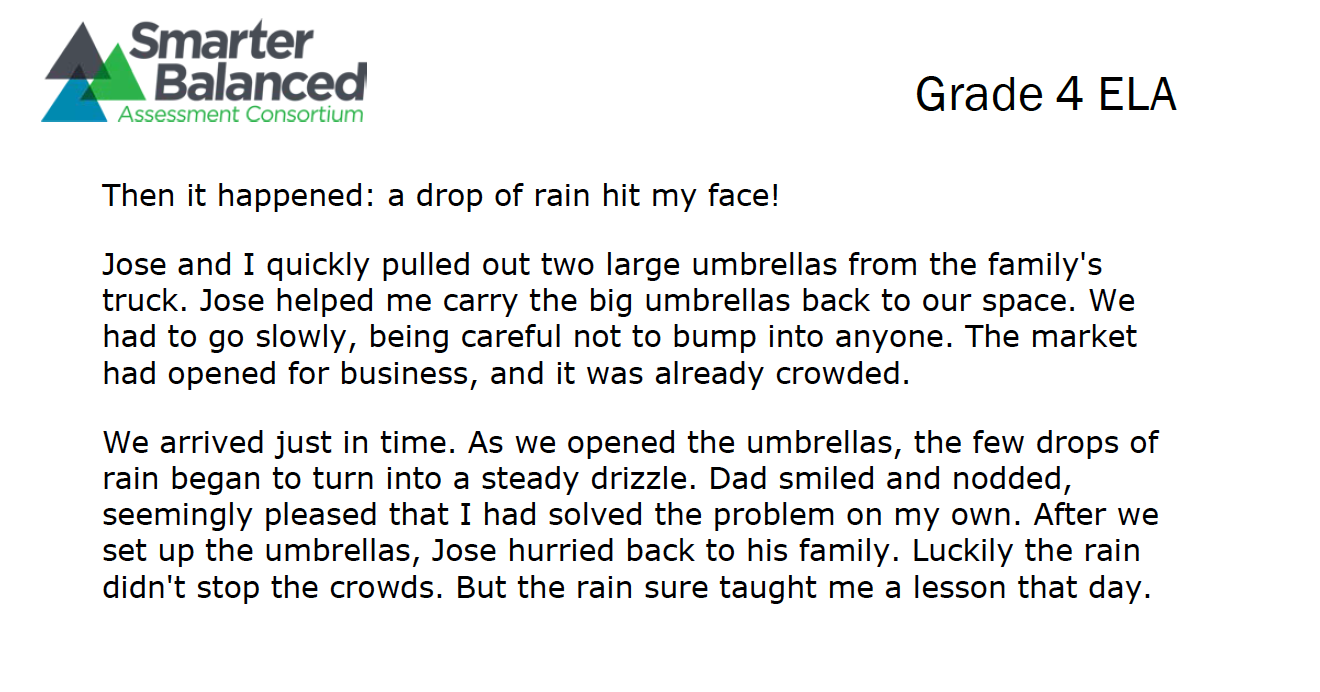 Smarter
Balanced
Assessment Consortium
Grade 4 ELA
Then it happened: a drop of rain hit my face!
Jose and I quickly pulled out two large umbrellas from the family's
truck. Jose helped me carry the big umbrellas back to our space. We
had to go slowly, being careful not to bump into anyone. The market
had opened for business, and it was already crowded.
We arrived just in time. As we opened the umbrellas, the few drops of
rain began to turn into a steady drizzle. Dad smiled and nodded,
seemingly pleased that I had solved the problem on my own. After we
set up the umbrellas, Jose hurried back to his family. Luckily the rain
didn't stop the crowds. But the rain sure taught me a lesson that day.